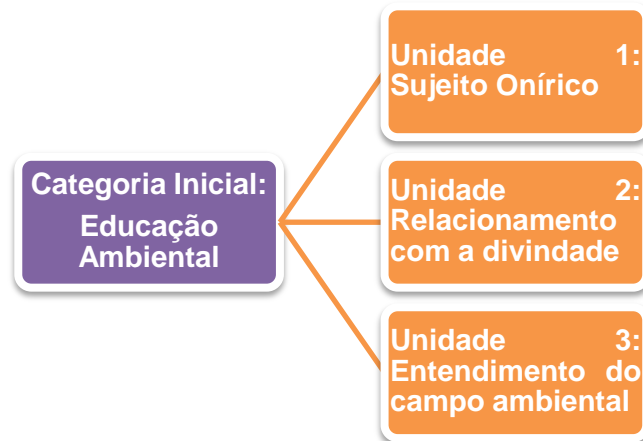 Categoria Inicial:
Educação
Ambiental
Unidade 1:
Sujeito Onírico
Unidade 2:
Relacionamento
com a divindade
Unidade 3:
Entendimento do
campo ambiental